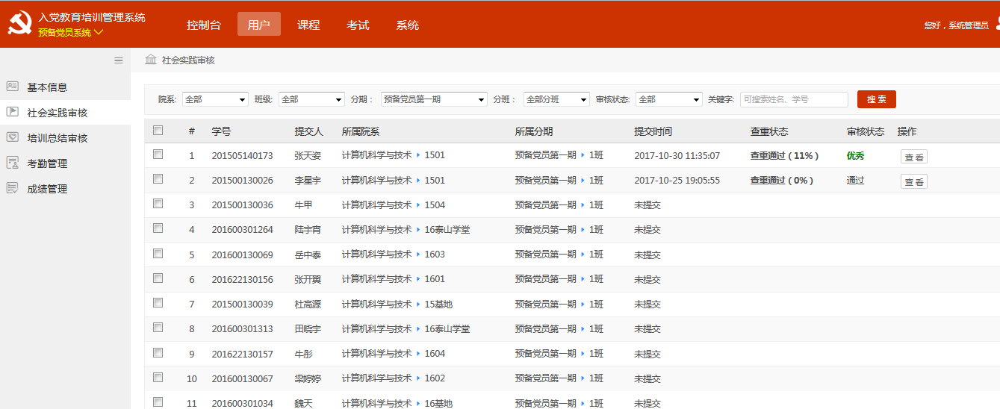 入党教育培训管理系统
预备党员系统
控制台 用户 课程 考试 系统
您好，系统管理员
社会实践审核
基本信息
社会实践审核
培训总结审核
考勤管理
成绩管理
院系: 全部 班级: 全部 分期： 预备党员第一期 分班： 全部分班 审核状态: 全部 关键字: 可搜索姓名、学号 搜 索
# 学号 提交人 所属院系 所属分期 提交时间 查重状态 审核状态 操作
1 201505140173 张天姿 计算机科学与技术 1501 预备党员第一期 1班 2017-10-30 11:35:07 查重通过（11%） 优秀 查 看
2 201500130026 李星宇 计算机科学与技术 1501 预备党员第一期 1班 2017-10-25 19:05:55 查重通过（0%） 通过 查 看
3 201500130036 牛甲 计算机科学与技术 1504 预备党员第一期 1班 未提交
4 201600301264 陆宇宵 计算机科学与技术 16泰山学堂 预备党员第一期 1班 未提交
5 201600130069 岳中泰 计算机科学与技术 1603 预备党员第一期 1班 未提交
6 201622130156 张开翼 计算机科学与技术 1601 预备党员第一期 1班 未提交
7 201500130039 杜高源 计算机科学与技术 15基地 预备党员第一期 1班 未提交
8 201600301313 田晓宇 计算机科学与技术 16泰山学堂 预备党员第一期 1班 未提交
9 201622130157 牛彤 计算机科学与技术 1604 预备党员第一期 1班 未提交
10 201600130067 梁婷婷 计算机科学与技术 1602 预备党员第一期 1班 未提交
11 201600301034 魏天 计算机科学与技术 16基地 预备党员第一期 1班 未提交